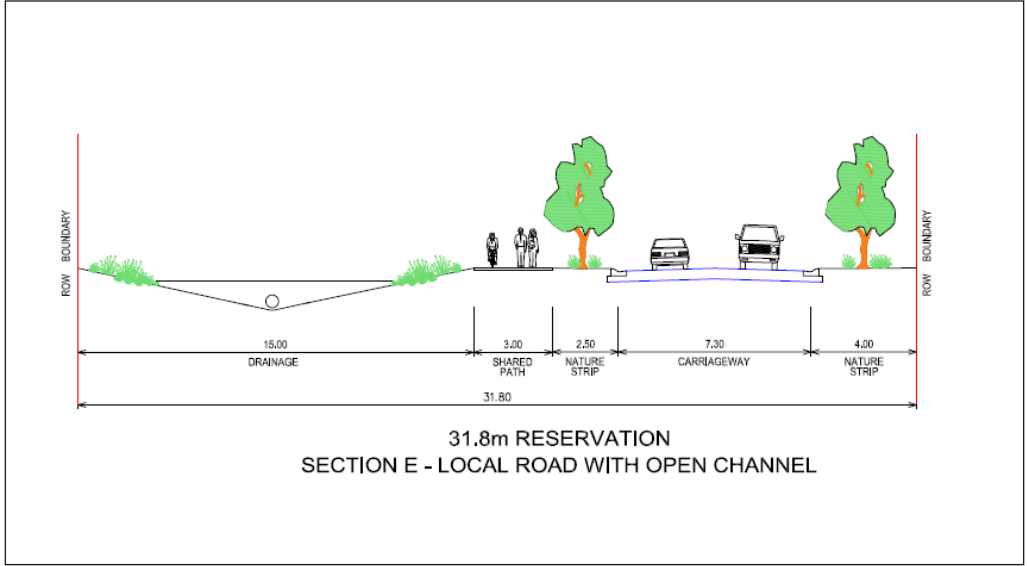 ROW BOUNDARY
ROW BOUNDARY
15.00
DRAINAGE
3.00
SHARED
PATH
2.50
NATURE
STRIP
7.30
CARRIAGEWAY
4.00
NATURE
STRIP
31.80
31.8m RESERVATION
SECTION E - LOCAL ROAD WITH OPEN CHANNEL